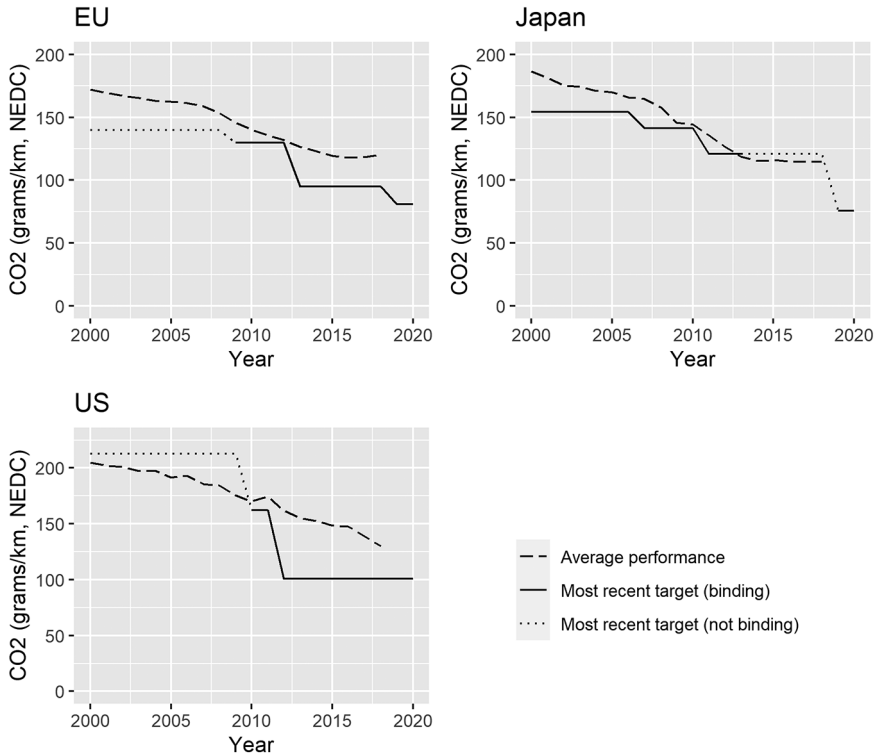 EU
CO2 (grams/km, NEDC)
200
150
100
50
0
2000 2005 2010 2015 2020
Year
Japan
CO2 (grams/km, NEDC)
200
150
100
50
0
2000 2005 2010 2015 2020
Year
US
CO2 (grams/km, NEDC)
200
150
100
50
0
2000 2005 2010 2015 2020
Year
Average performance
Most recent target (binding)
Most recent target (not binding)